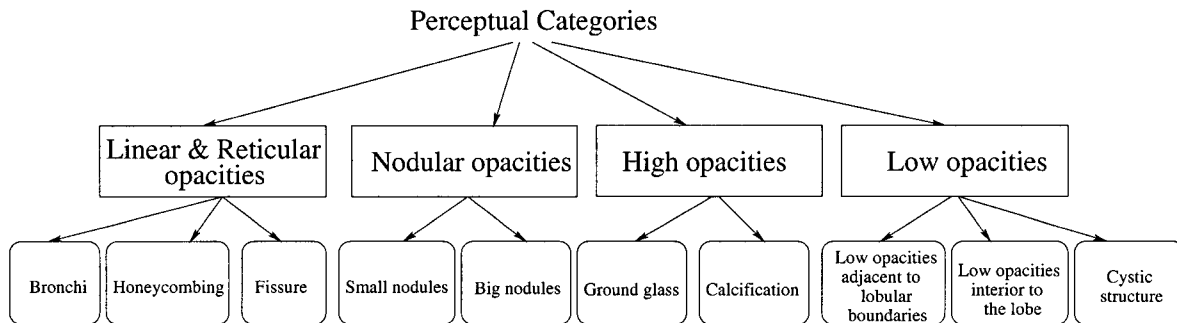 Perceptual Categories
Linear & Reticular
opacities
Nodular opacities
High opacities
Low opacities
Bronchi
Honeycombing
Fissure
Small nodules
Big nodules
Ground glass
Calcification
Low opacities
adjacent to
lobular
boundaries
Low opacities
interior to
the lobe
Cystic
structure